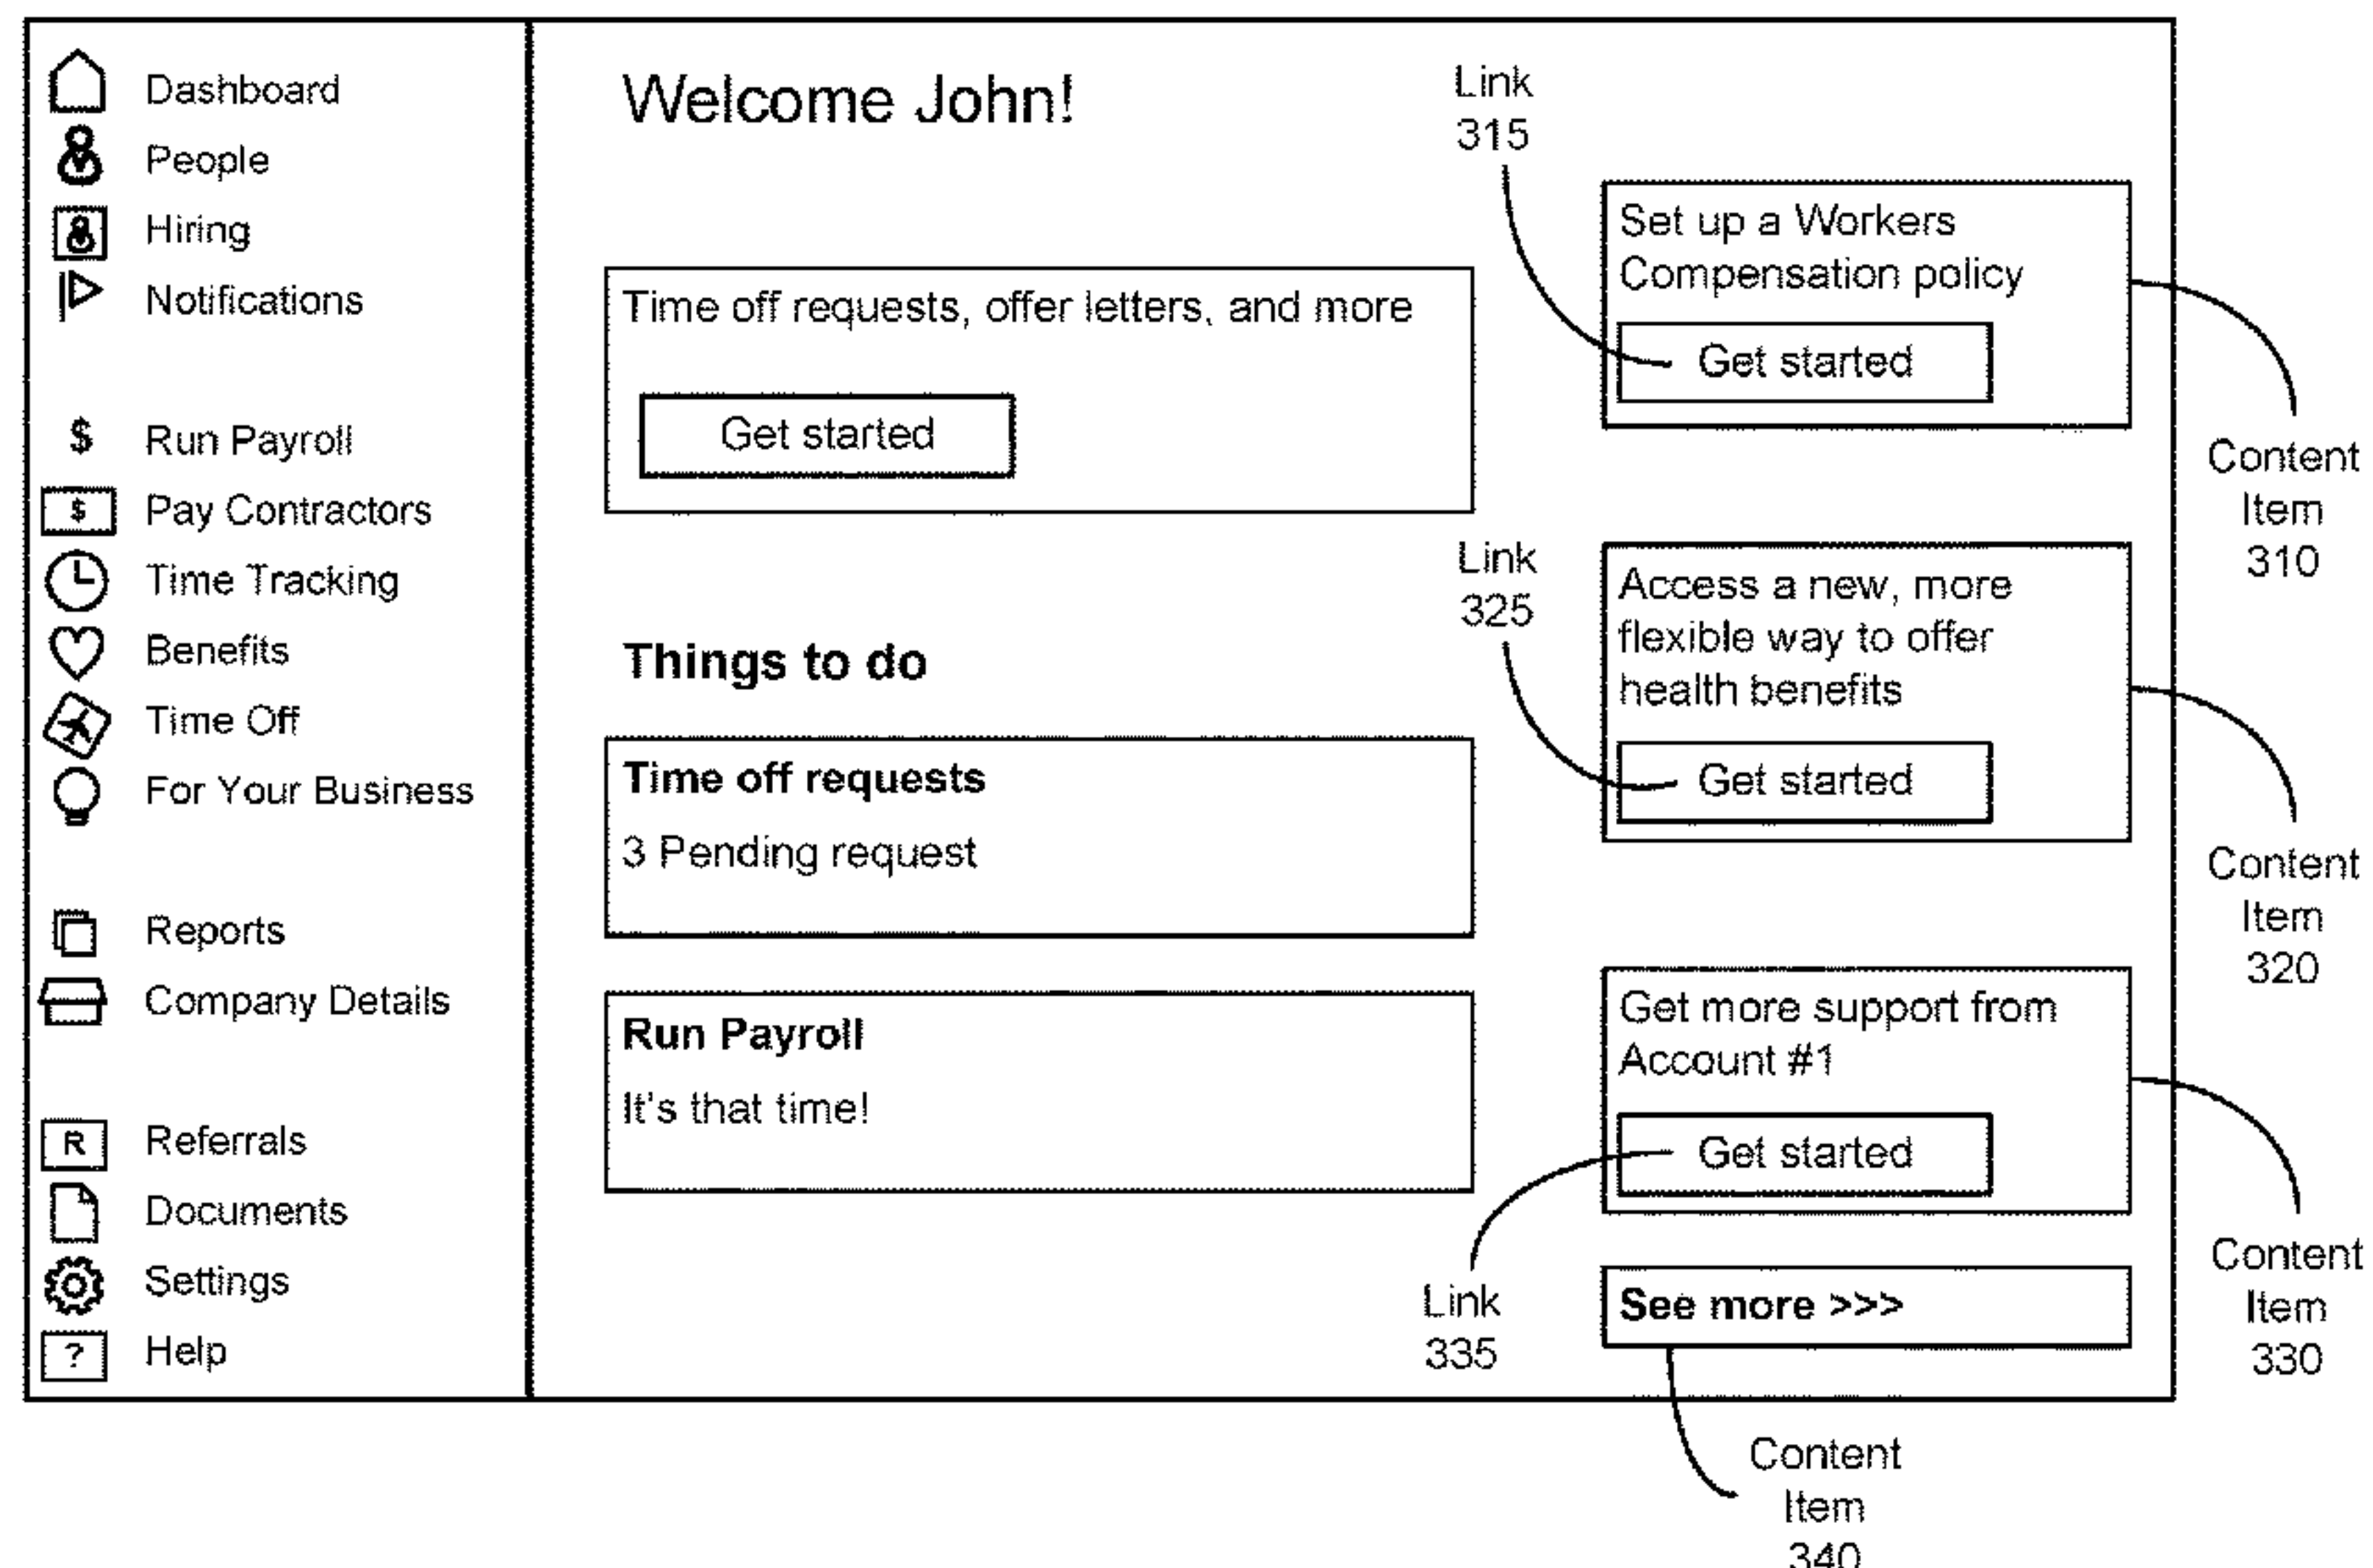 Dashboard
People
Hiring
Notifications
$ Run Payroll
$ Pay Contractors
Time Tracking
Benefits
Time Off
For Your Business
Reports
Company Details
R Referrals
Documents
Settings
? Help
Welcome John!
Time off requests, offer letters, and more
Get started
Things to do
Time off requests
3 Pending request
Run Payroll
It's that time!
Link
315
Set up a Workers
Compensation policy
Get started
Content
Item
310
Link
325
Access a new, more
flexible way to offer
health benefits
Get started
Content
Item
320
Get more support from
Account #1
Get started
Link
335
Content
Item
330
See more >>>
Content
Item
340